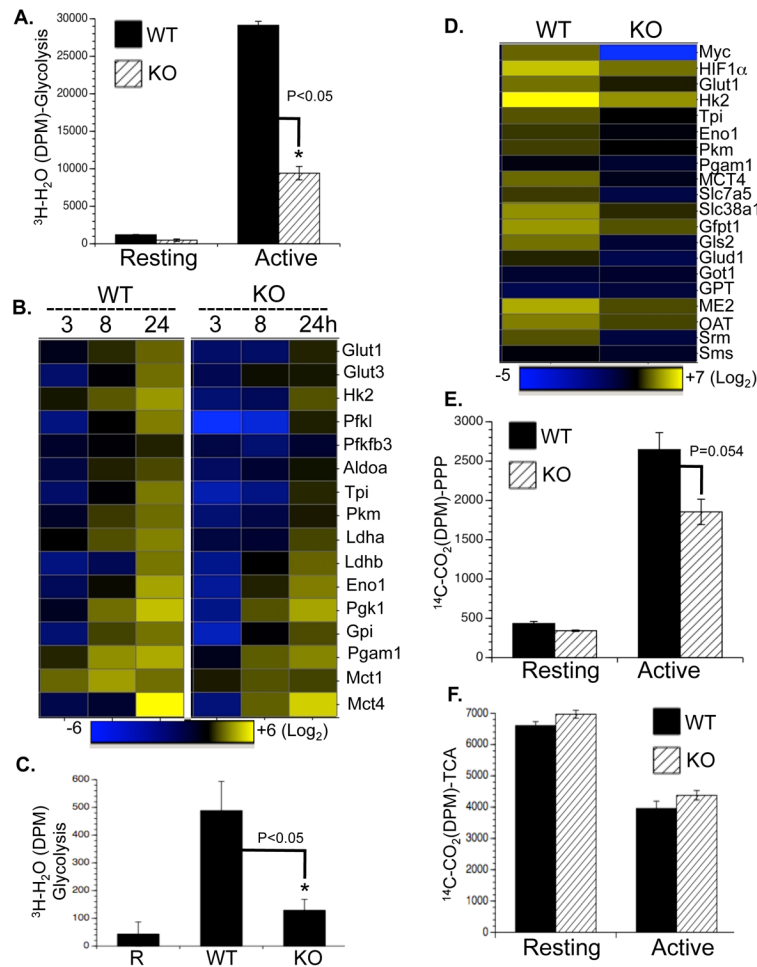 A.
³H-H₂O (DPM)-Glycolysis
30000
25000
20000
15000
10000
5000
0
WT
KO
P<0.05
*
Resting
Active
B.
WT
KO
3 8 24
3 8 24h
Glut1
Glut3
Hk2
Pfkl
Pfkfb3
Aldoa
Tpi
Pkm
Ldha
Ldhb
Eno1
Pgk1
Gpi
Pgam1
Mct1
Mct4
-6
+6 (Log₂)
C.
³H-H₂O (DPM)
Glycolysis
600
500
400
300
200
100
0
P<0.05
*
R
WT
KO
D.
WT
KO
Myc
HIF1α
Glut1
Hk2
Tpi
Eno1
Pkm
Pgam1
MCT4
Slc7a5
Slc38a1
Gfpt1
Gls2
Glud1
Got1
GPT
ME2
OAT
Srm
Sms
-5
+7 (Log₂)
E.
¹⁴C-CO₂(DPM)-PPP
3000
2500
2000
1500
1000
500
0
WT
KO
P=0.054
Resting
Active
F.
¹⁴C-CO₂(DPM)-TCA
7000
6000
5000
4000
3000
2000
1000
0
WT
KO
Resting
Active